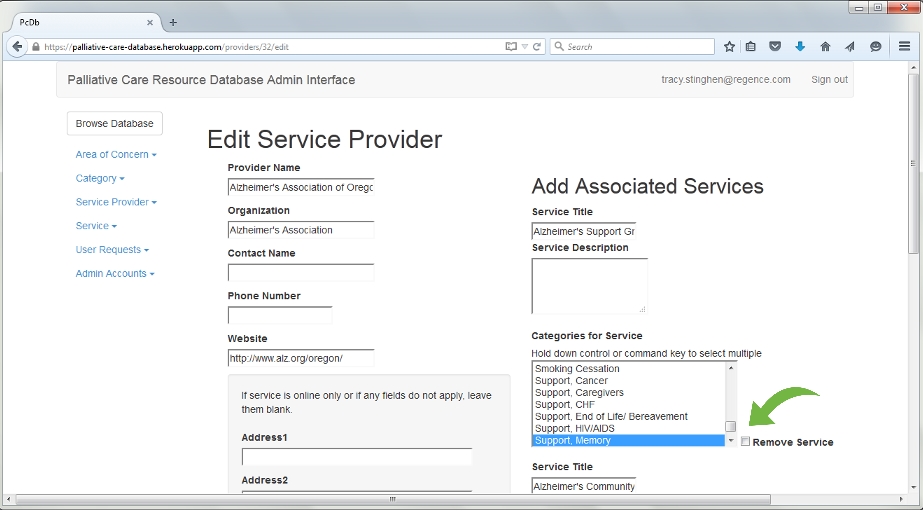 PcDb
https://palliative-care-database.herokuapp.com/providers/32/edit
Search
Palliative Care Resource Database Admin Interface
tracy.stinghen@regence.com
Sign out
Browse Database
Area of Concern
Category
Service Provider
Service
User Requests
Admin Accounts
Edit Service Provider
Provider Name
Alzheimer's Association of Orego
Organization
Alzheimer's Association
Contact Name
Phone Number
Website
http://www.alz.org/oregon/
If service is online only or if any fields do not apply, leave
them blank.
Address1
Address2
Add Associated Services
Service Title
Alzheimer's Support Gr
Service Description
Categories for Service
Hold down control or command key to select multiple
Smoking Cessation
Support, Cancer
Support, Caregivers
Support, CHF
Support, End of Life/ Bereavement
Support, HIV/AIDS
Support, Memory
Remove Service
Service Title
Alzheimer's Community